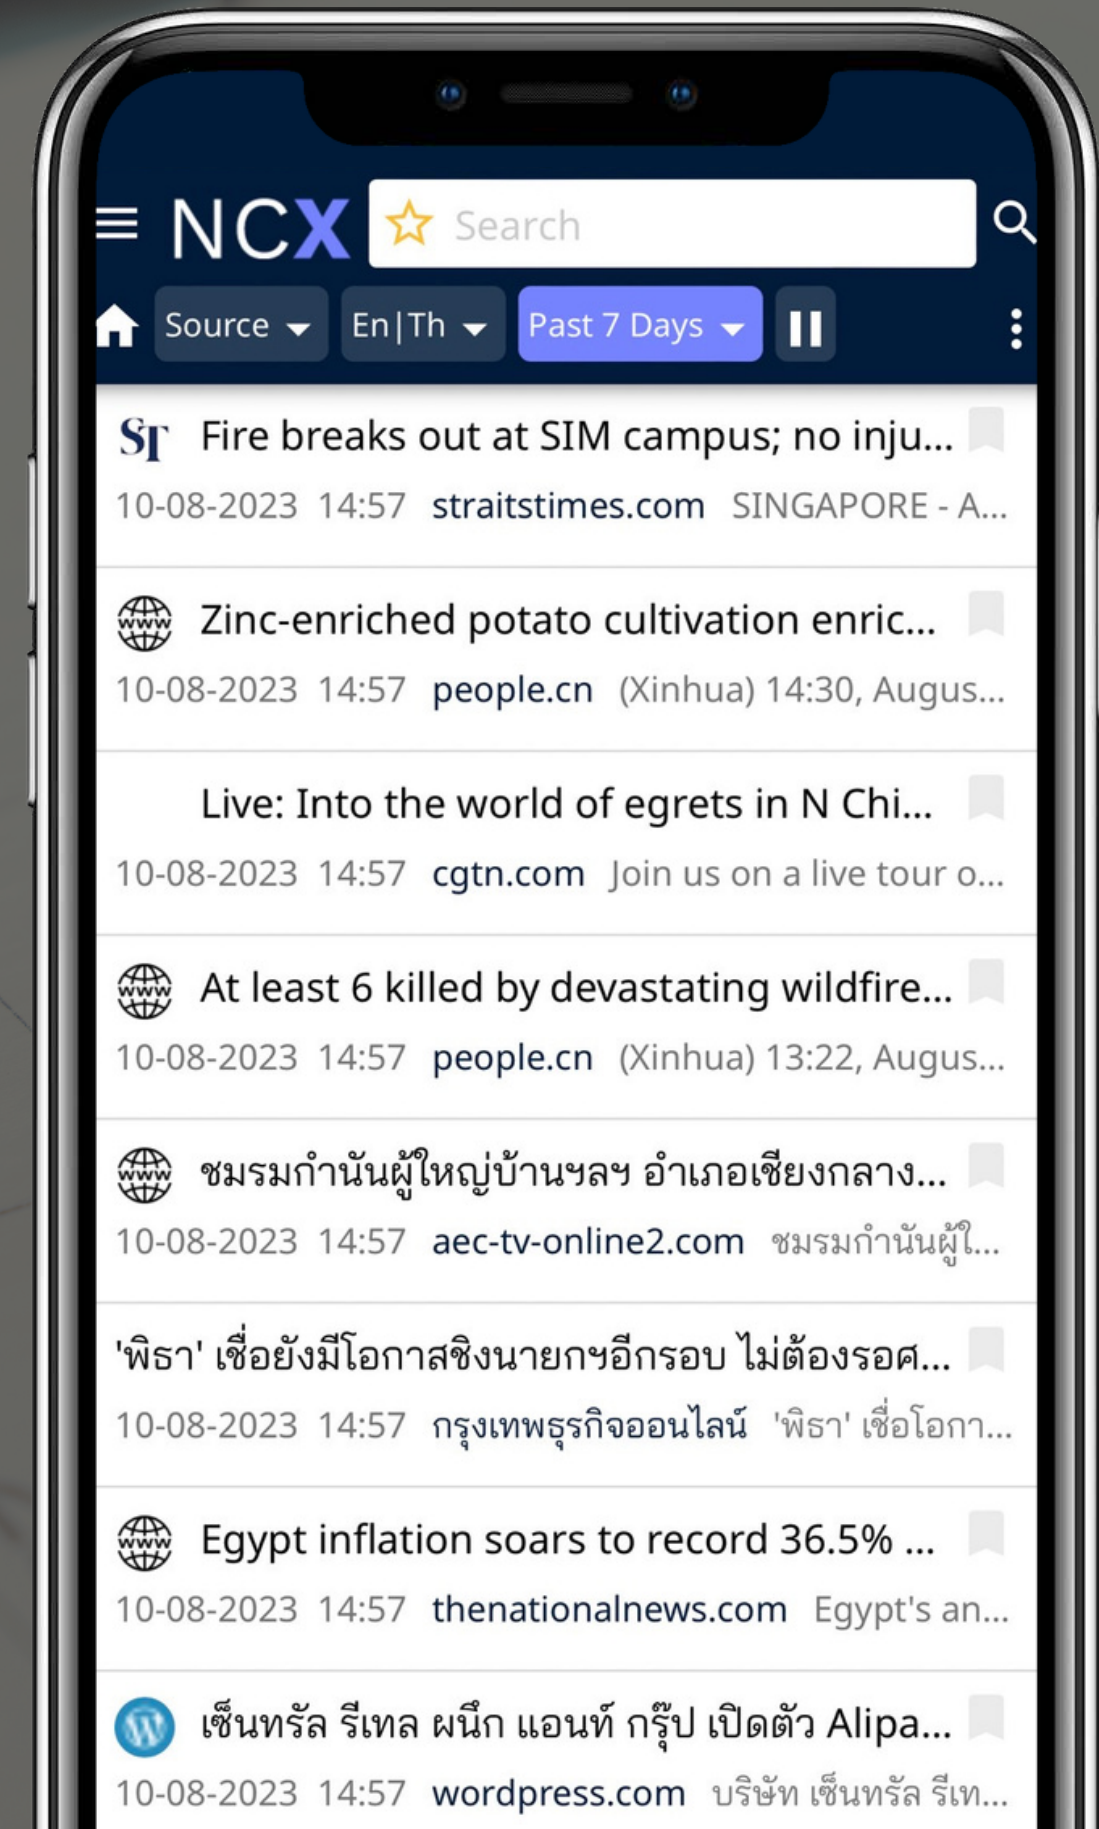 NCX Search
Source En|Th Past 7 Days
ST Fire breaks out at SIM campus; no inju...
10-08-2023 14:57 straitstimes.com SINGAPORE - A...
www Zinc-enriched potato cultivation enric...
10-08-2023 14:57 people.cn (Xinhua) 14:30, Augus...
Live: Into the world of egrets in N Chi...
10-08-2023 14:57 cgtn.com Join us on a live tour o...
www At least 6 killed by devastating wildfire...
10-08-2023 14:57 people.cn (Xinhua) 13:22, Augus...
www ชมรมกำนันผู้ใหญ่บ้านฯลฯ อำเภอเชียงกลาง...
10-08-2023 14:57 aec-tv-online2.com ชมรมกำนันผู้ใ...
'พิธา' เชื่อยังมีโอกาสชิงนายกฯอีกรอบ ไม่ต้องรอศ...
10-08-2023 14:57 กรุงเทพธุรกิจออนไลน์ 'พิธา' เชื่อโอกา...
www Egypt inflation soars to record 36.5% ...
10-08-2023 14:57 thenationalnews.com Egypt's an...
W เซ็นทรัล รีเทล ผนึก แอนท์ กรุ๊ป เปิดตัว Alipa...
10-08-2023 14:57 wordpress.com บริษัท เซ็นทรัล รีเท...